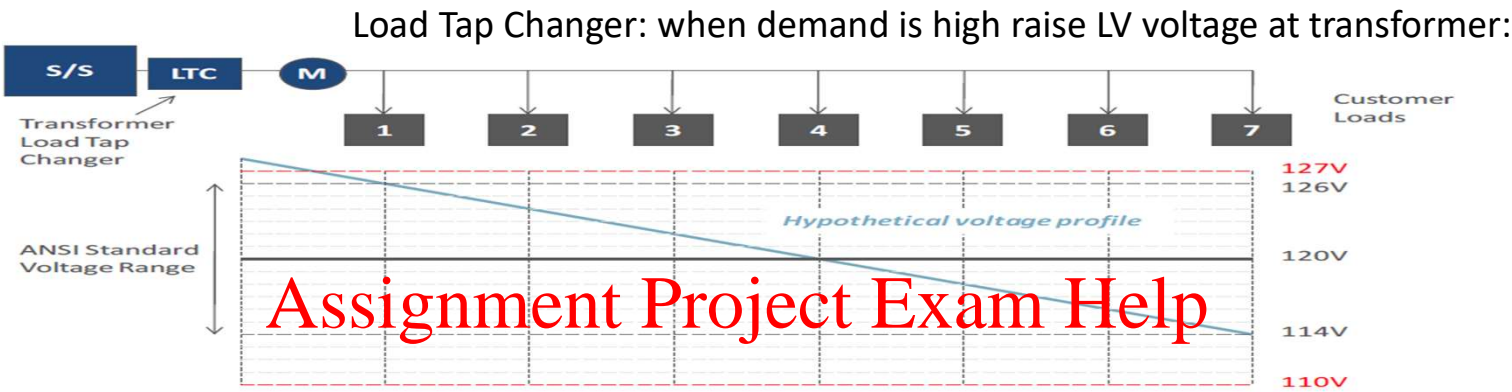 Load Tap Changer: when demand is high raise LV voltage at transformer:
S/S
LTC
M
Transformer
Load Tap
Changer
1
2
3
4
5
6
7
Customer
Loads
127V
126V
Hypothetical voltage profile
ANSI Standard
Voltage Range
120V
Assignment Project Exam Help
114V
110V